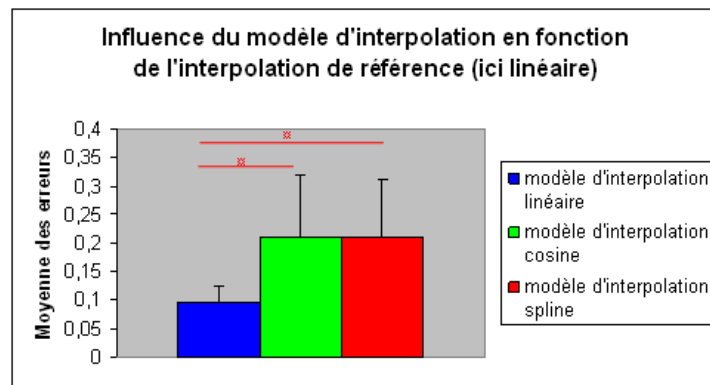 Influence du modèle d'interpolation en fonction
de l'interpolation de référence (ici linéaire)
Moyenne des erreurs
0,4
0,35
0,3
0,25
0,2
0,15
0,1
0,05
0
¤
¤
modèle d'interpolation
linéaire
modèle d'interpolation
cosine
modèle d'interpolation
spline